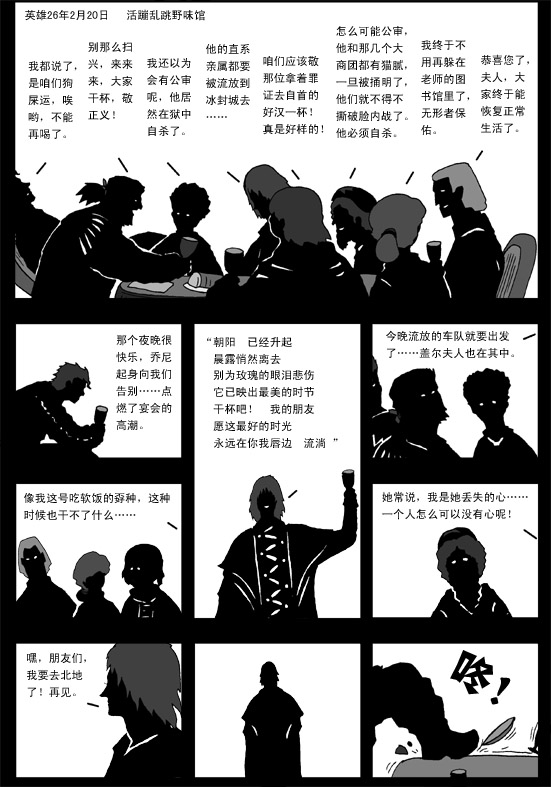 英雄26年2月20日 活蹦乱跳野味馆
我都说了，
是咱们狗
屎运，唉
哟，不能
再喝了。
别那么扫
兴，来来
来，大家
干杯，敬
正义！
我还以为
会有公审
呢，他居
然在狱中
自杀了。
他的直系
亲属都要
被流放到
冰封城去
……
咱们应该敬
那位拿着罪
证去自首的
好汉一杯！
真是好样的！
怎么可能公审，
他和那几个大
商团都有猫腻，
一旦被捅明了，
他们就不得不
撕破脸内战了。
他必须自杀。
我终于不
用再躲在
老师的图
书馆里了，
无形者保
佑。
恭喜您了，
夫人，大
家终于能
恢复正常
生活了。
那个夜晚很
快乐，乔尼
起身向我们
告别……点
燃了宴会的
高潮。
“朝阳 已经升起
晨露悄然离去
别为玫瑰的眼泪悲伤
它已映出最美的时节
干杯吧！ 我的朋友
愿这最好的时光
永远在你我唇边 流淌 ”
今晚流放的车队就要出发
了……盖尔夫人也在其中。
像我这号吃软饭的孬种，这种
时候也干不了什么……
她常说，我是她丢失的心……
一个人怎么可以没有心呢！
嘿，朋友们，
我要去北地
了！再见。
咚！